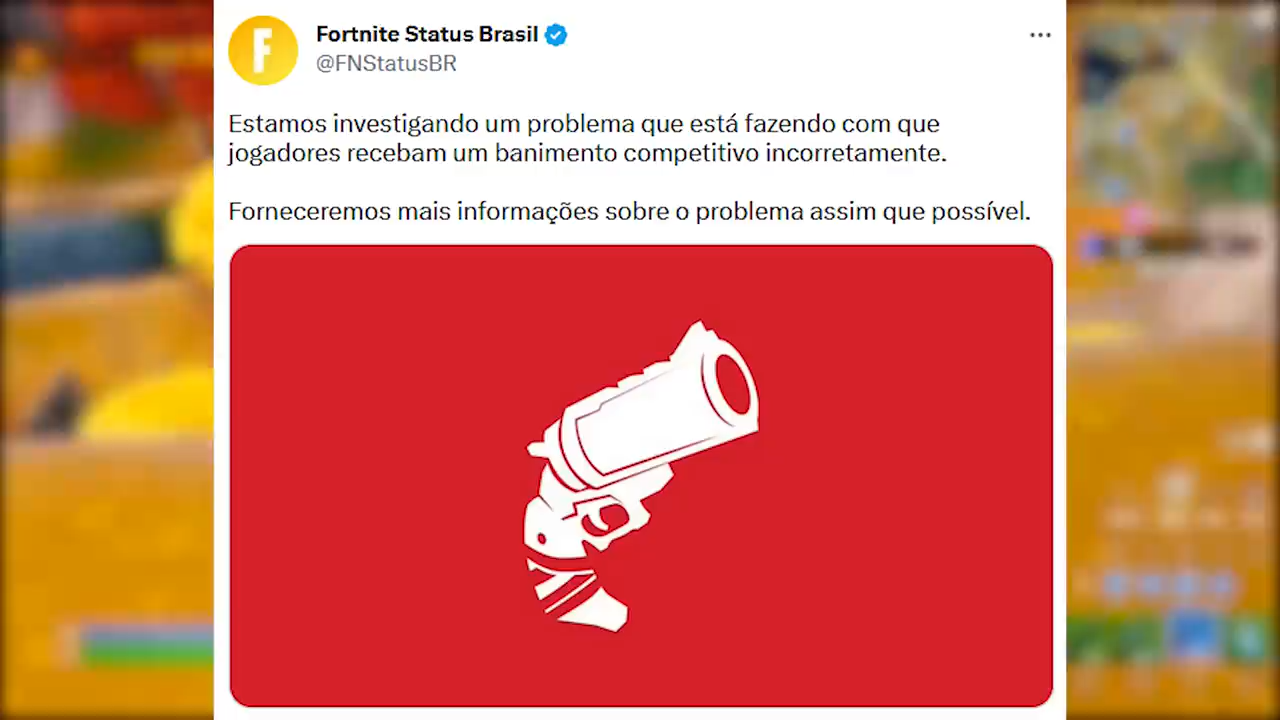 Fortnite Status Brasil
@FNStatusBR
Estamos investigando um problema que está fazendo com que
jogadores recebam um banimento competitivo incorretamente.
Forneceremos mais informações sobre o problema assim que possível.